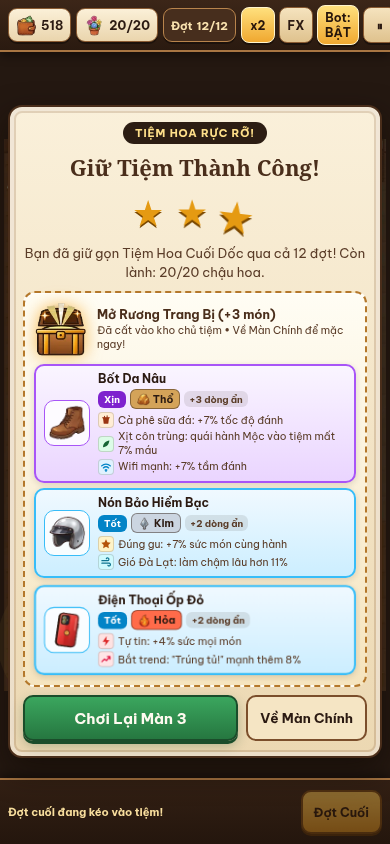 518
20/20
Đợt 12/12
x2
FX
Bot:
BẬT
TIỆM HOA RỰC RỠ!
Giữ Tiệm Thành Công!
Bạn đã giữ gọn Tiệm Hoa Cuối Dốc qua cả 12 đợt! Còn
lành: 20/20 chậu hoa.
Mở Rương Trang Bị (+3 món)
Đã cất vào kho chủ tiệm • Về Màn Chính để mặc
ngay!
Bốt Da Nâu
Xịn Thổ +3 dòng ẩn
Cà phê sữa đá: +7% tốc độ đánh
Xịt côn trùng: quái hành Mộc vào tiệm mất
7% máu
Wifi mạnh: +7% tầm đánh
Nón Bảo Hiểm Bạc
Tốt Kim +2 dòng ẩn
Đúng gu: +7% sức món cùng hành
Gió Đà Lạt: làm chậm lâu hơn 11%
Điện Thoại Ốp Đỏ
Tốt Hỏa +2 dòng ẩn
Tự tin: +4% sức mọi món
Bắt trend: "Trúng tủ!" mạnh thêm 8%
Chơi Lại Màn 3
Về Màn Chính
Đợt cuối đang kéo vào tiệm!
Đợt Cuối